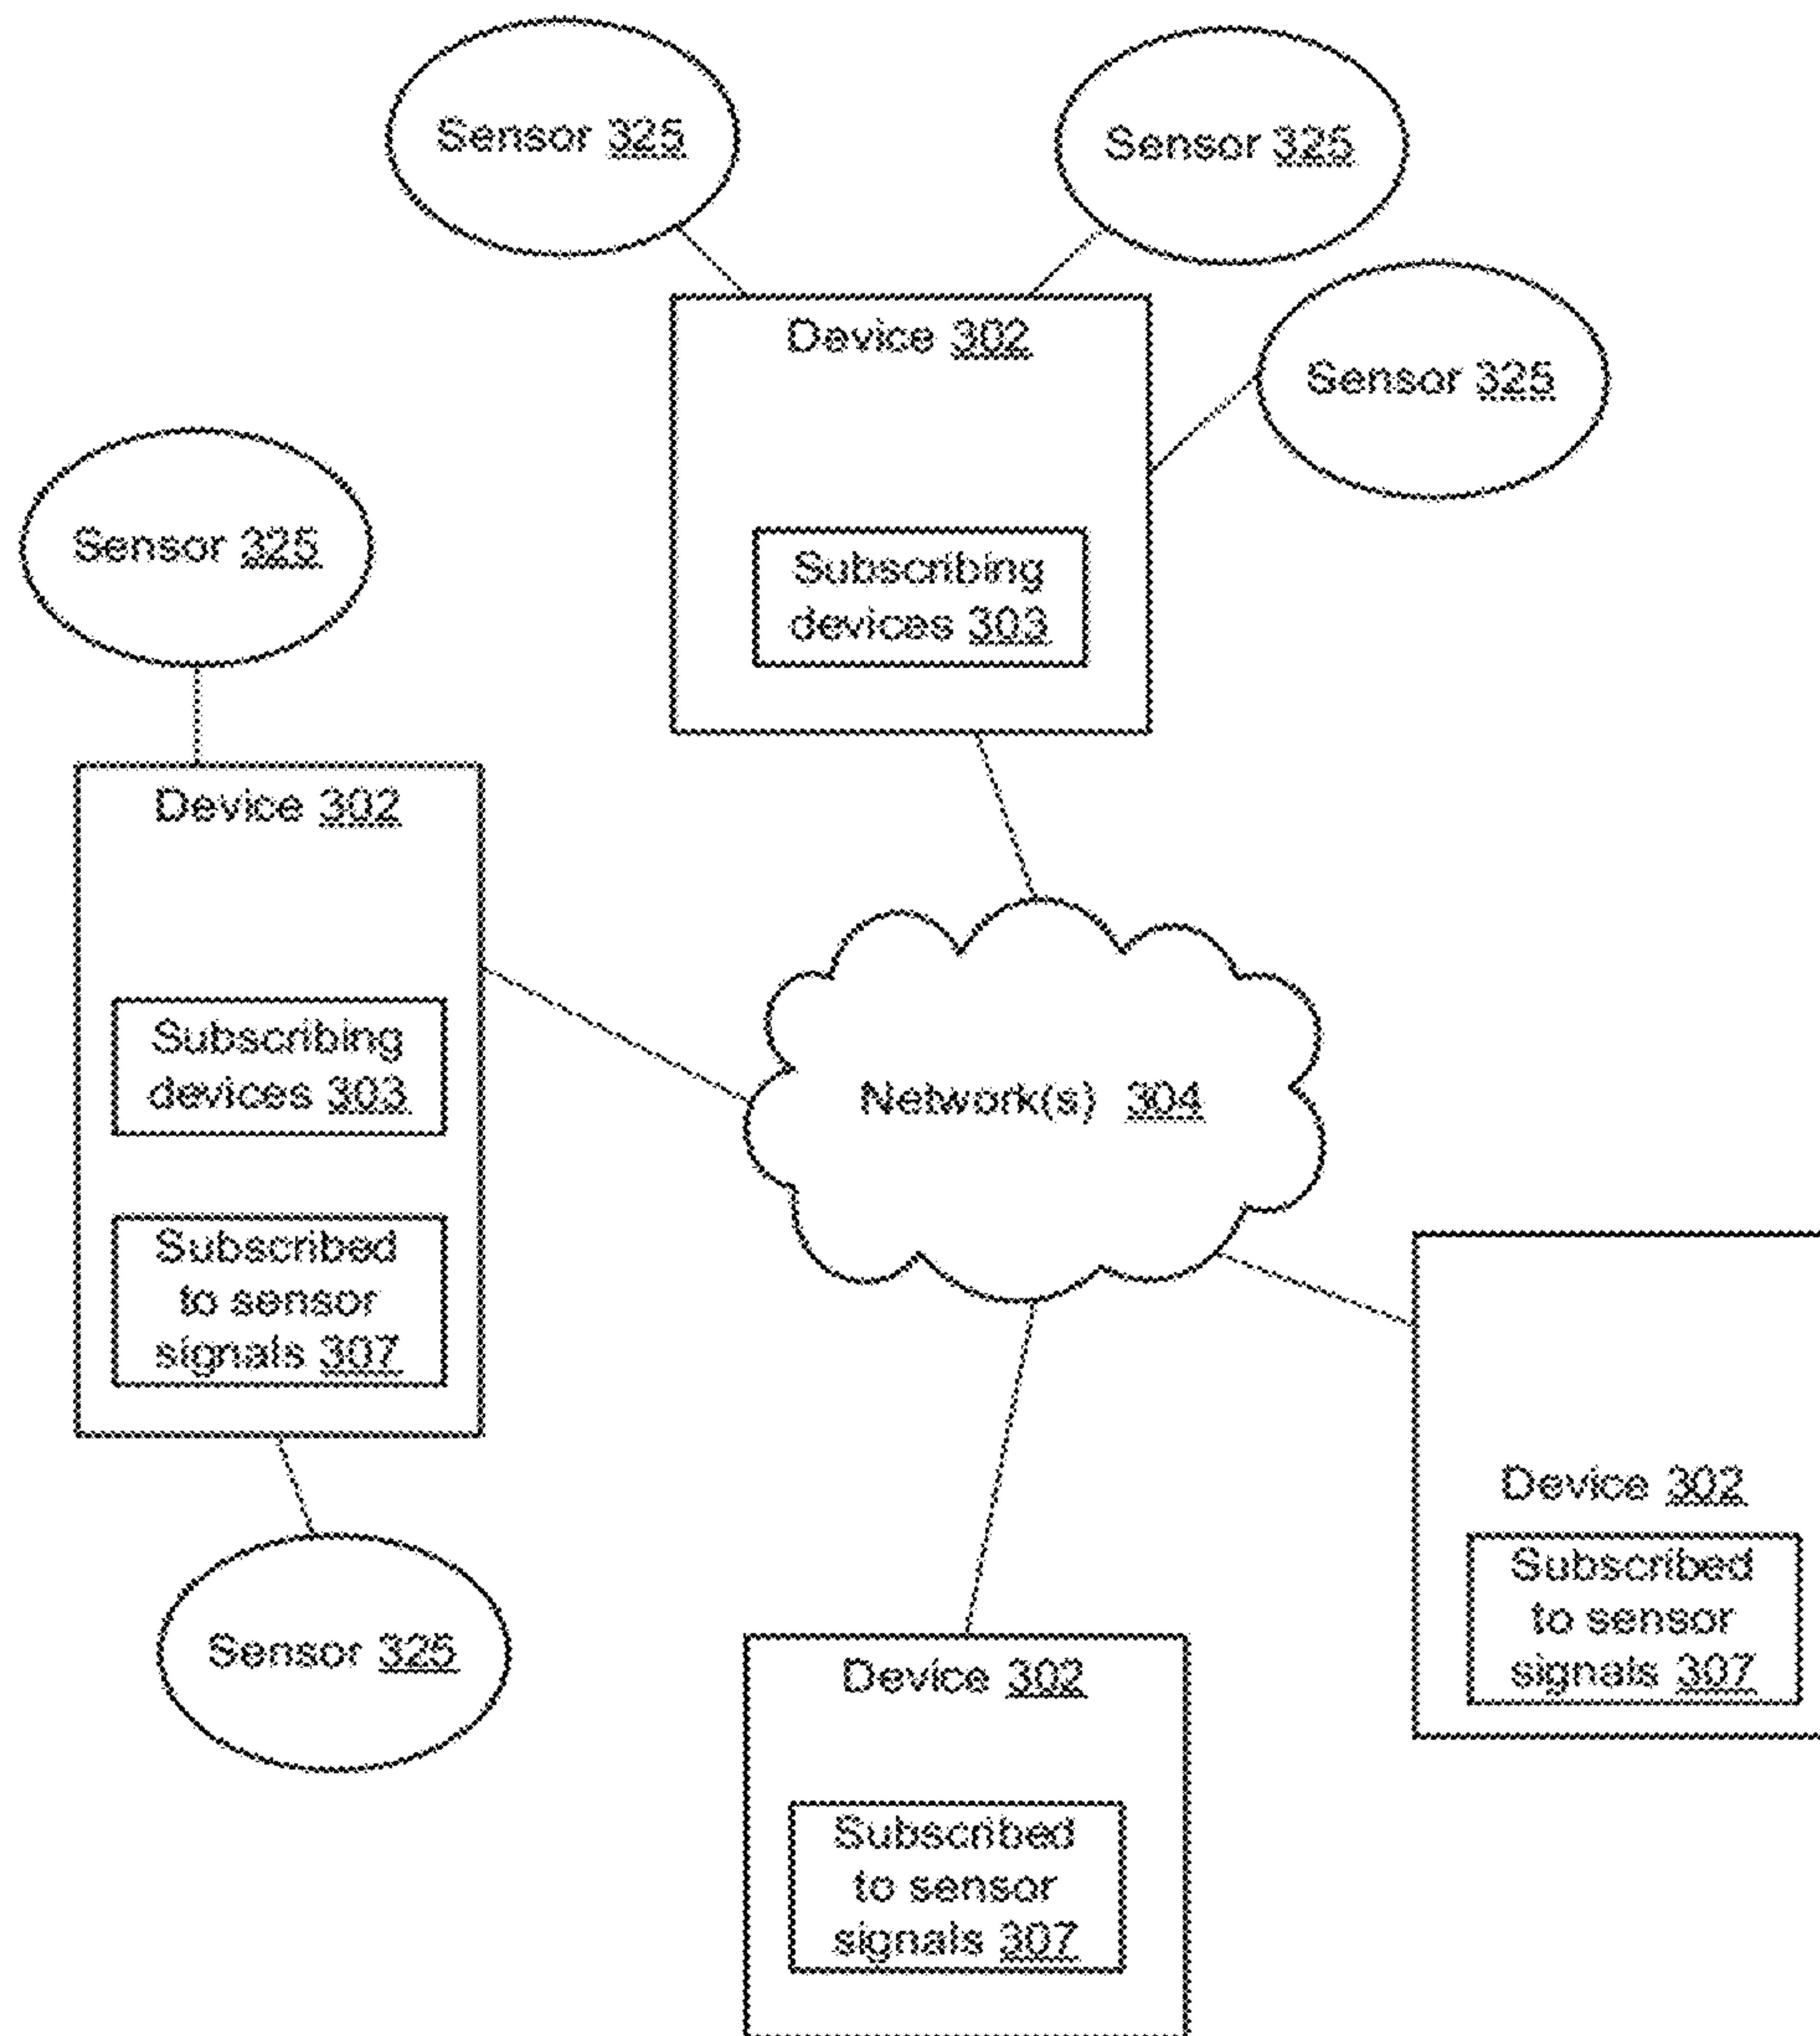 Sensor 325
Sensor 325
Device 302
Sensor 325
Subscribing
devices 303
Sensor 325
Device 302
Subscribing
devices 303
Subscribed
to sensor
signals 307
Network(s) 304
Sensor 325
Device 302
Subscribed
to sensor
signals 307
Device 302
Subscribed
to sensor
signals 307